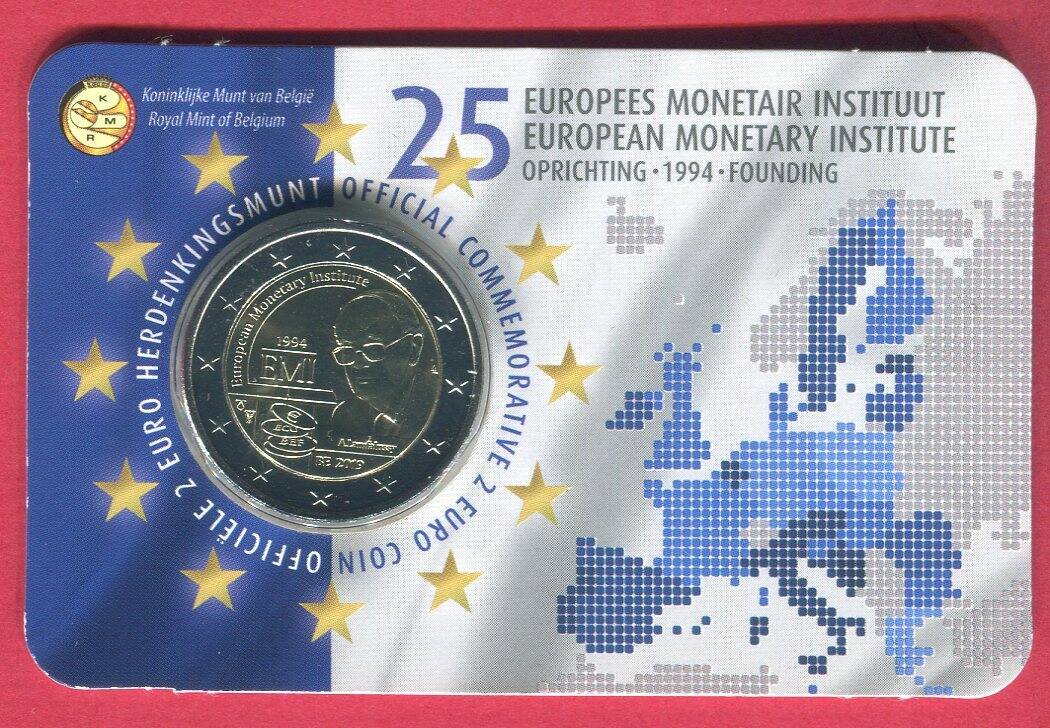 K
M
R
Koninklijke Munt van België
Royal Mint of Belgium
25
EUROPEES MONETAIR INSTITUUT
EUROPEAN MONETARY INSTITUTE
OPRICHTING · 1994 · FOUNDING
OFFICIËLE 2 EURO HERDENKINGSMUNT
OFFICIAL COMMEMORATIVE 2 EURO COIN
European Monetary Institute
1994
EMI
ECU
BEF
ALamfalussy
BE 2019